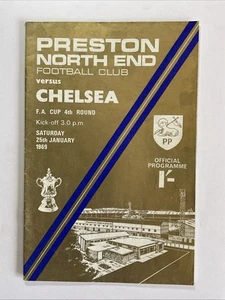 PRESTON
NORTH END
FOOTBALL CLUB
versus
CHELSEA
F.A. CUP 4th ROUND
Kick-off 3.0 p.m.
SATURDAY
25th JANUARY
1969
PP
OFFICIAL
PROGRAMME
1/-